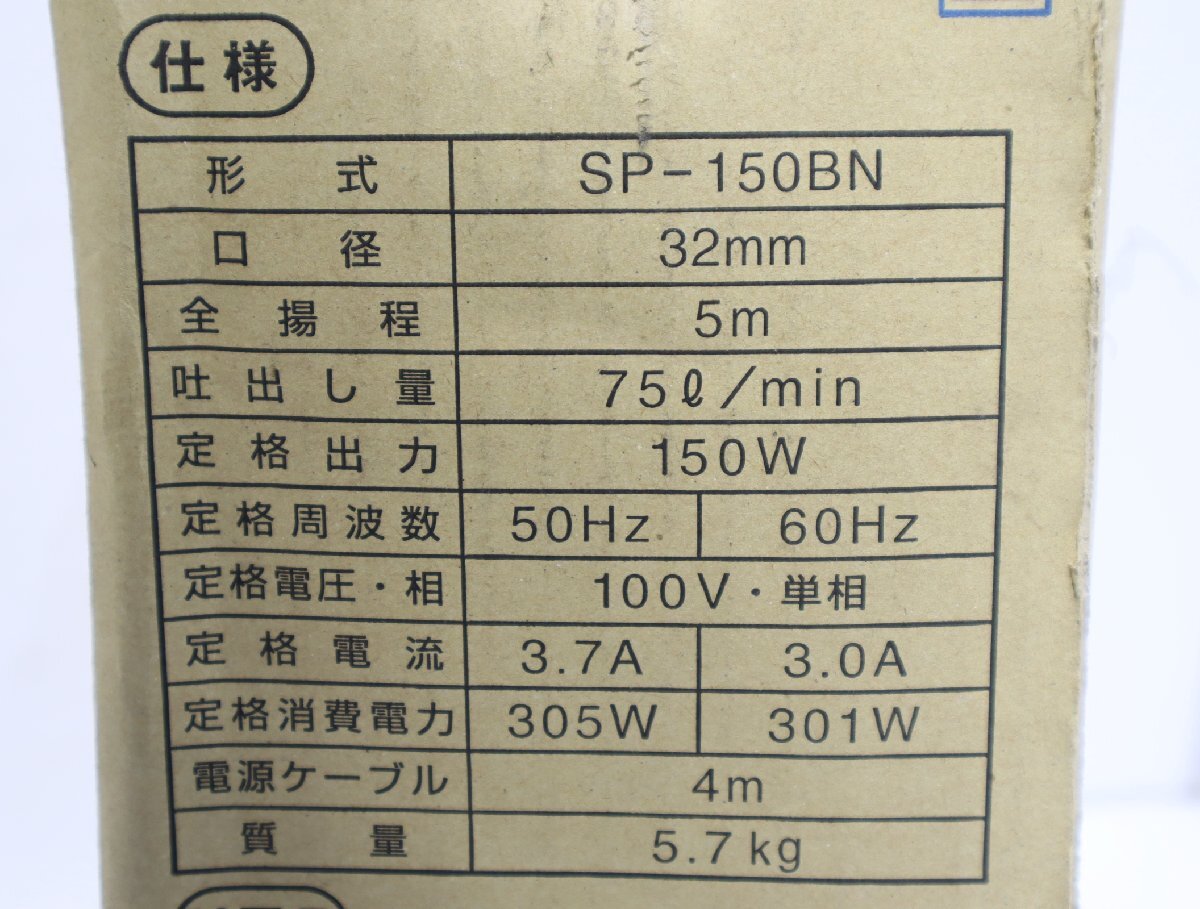 仕様
形式 SP-150BN
口径 32mm
全揚程 5m
吐出し量 75ℓ/min
定格出力 150W
定格周波数 50Hz 60Hz
定格電圧・相 100V・単相
定格電流 3.7A 3.0A
定格消費電力 305W 301W
電源ケーブル 4m
質量 5.7kg